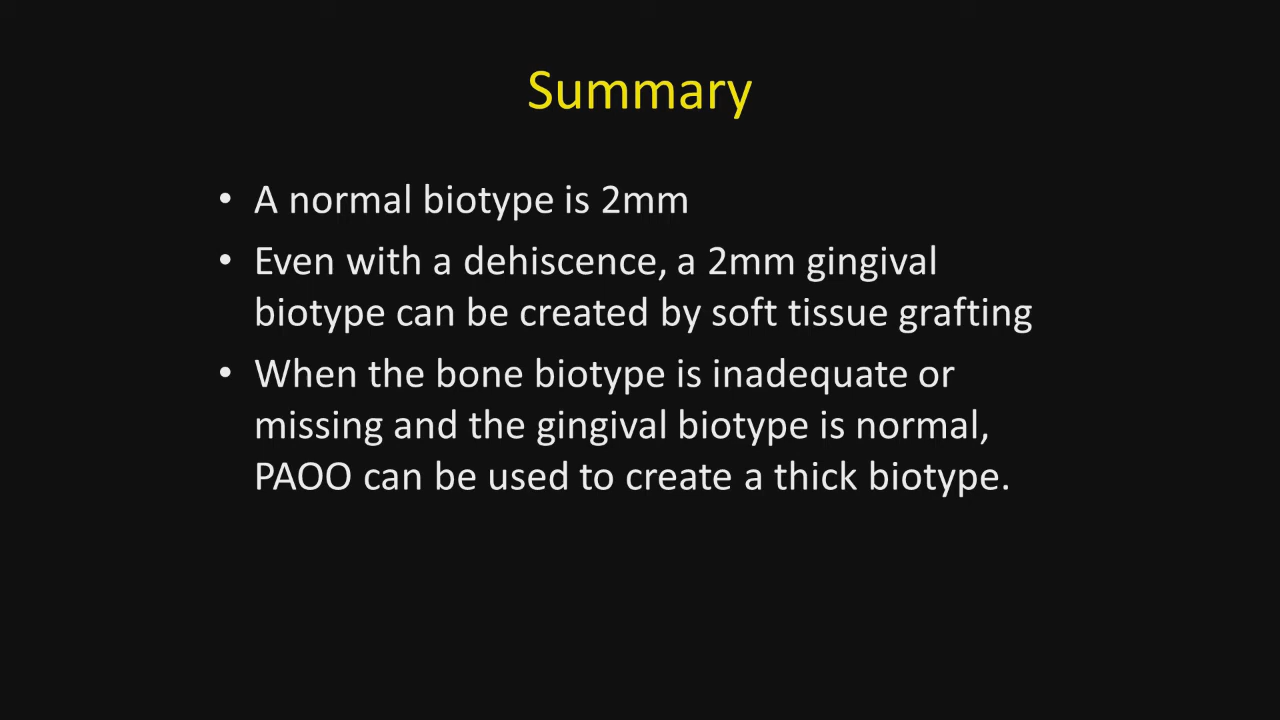 Summary
• A normal biotype is 2mm
• Even with a dehiscence, a 2mm gingival
biotype can be created by soft tissue grafting
• When the bone biotype is inadequate or
missing and the gingival biotype is normal,
PAOO can be used to create a thick biotype.